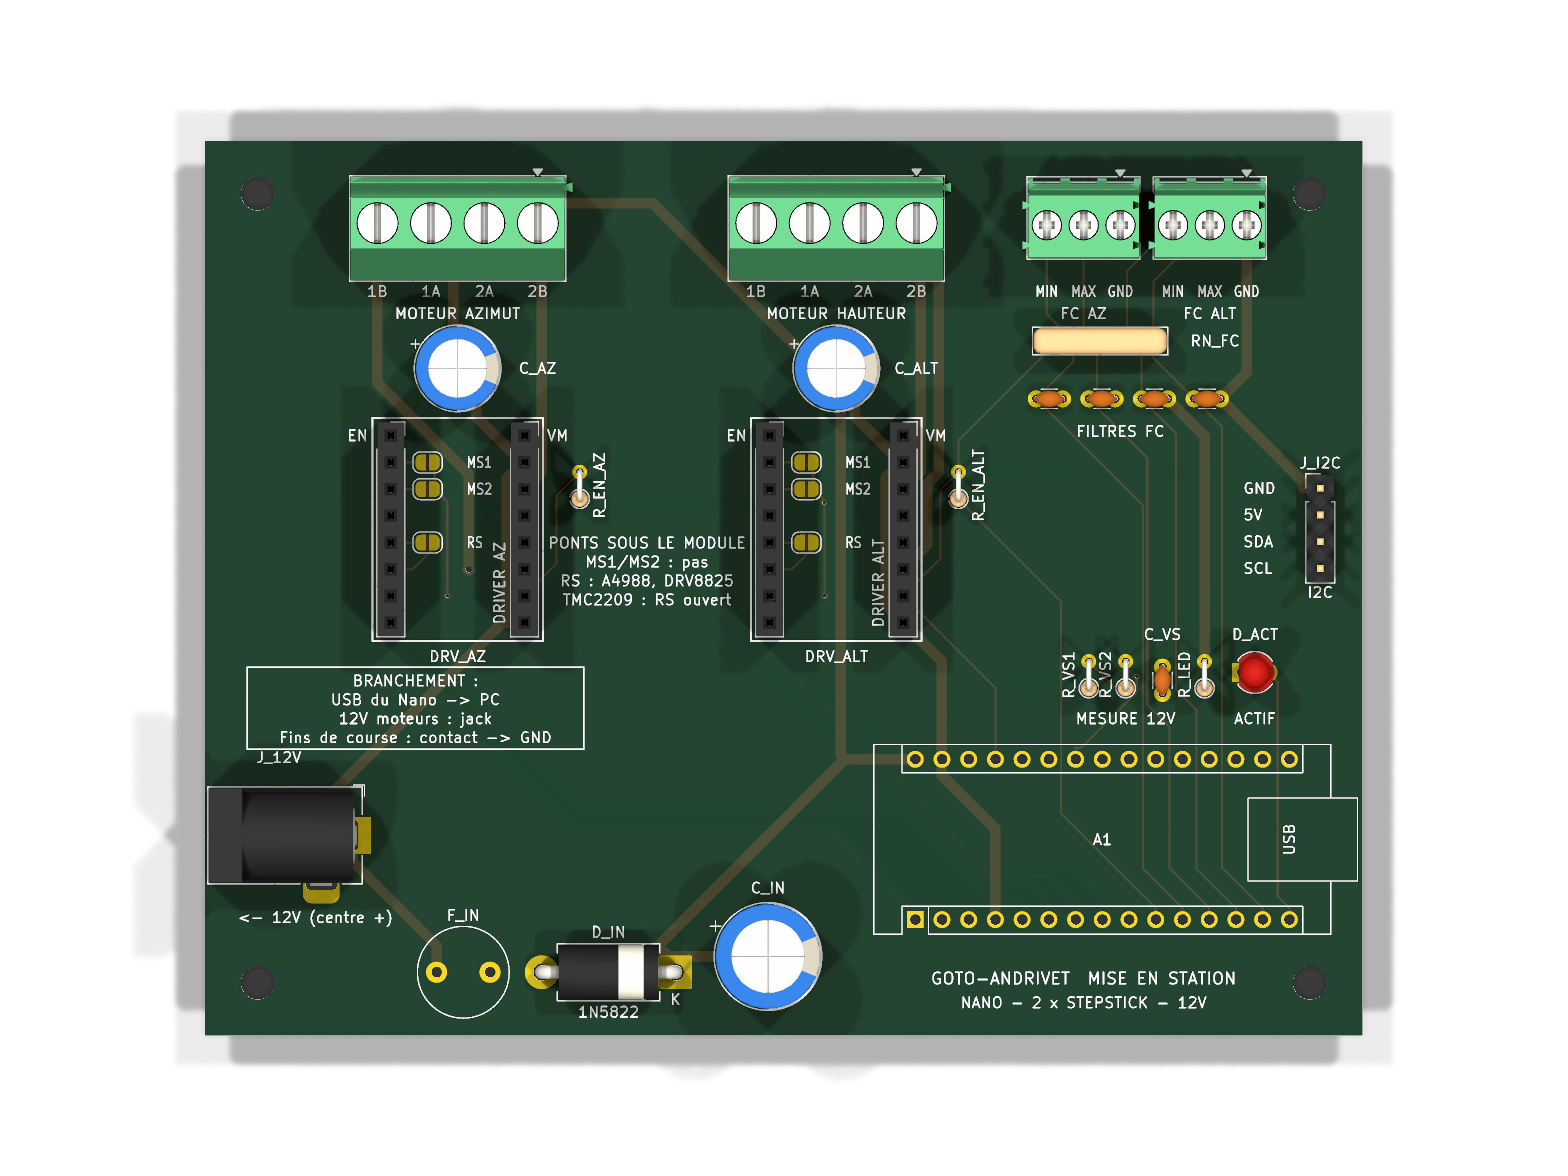 1B 1A 2A 2B
MOTEUR AZIMUT
+
C_AZ
1B 1A 2A 2B
MOTEUR HAUTEUR
+
C_ALT
MIN MAX GND
FC AZ
MIN MAX GND
FC ALT
RN_FC
FILTRES FC
EN
VM
MS1
MS2
RS
DRIVER AZ
DRV_AZ
R_EN_AZ
PONTS SOUS LE MODULE
MS1/MS2 : pas
RS : A4988, DRV8825
TMC2209 : RS ouvert
EN
VM
MS1
MS2
RS
DRIVER ALT
DRV_ALT
R_EN_ALT
J_I2C
GND
5V
SDA
SCL
I2C
C_VS
D_ACT
R_VS1
R_VS2
R_LED
MESURE 12V
ACTIF
BRANCHEMENT :
USB du Nano -> PC
12V moteurs : jack
Fins de course : contact -> GND
J_12V
<- 12V (centre +)
F_IN
D_IN
K
1N5822
C_IN
+
A1
USB
GOTO-ANDRIVET MISE EN STATION
NANO - 2 x STEPSTICK - 12V